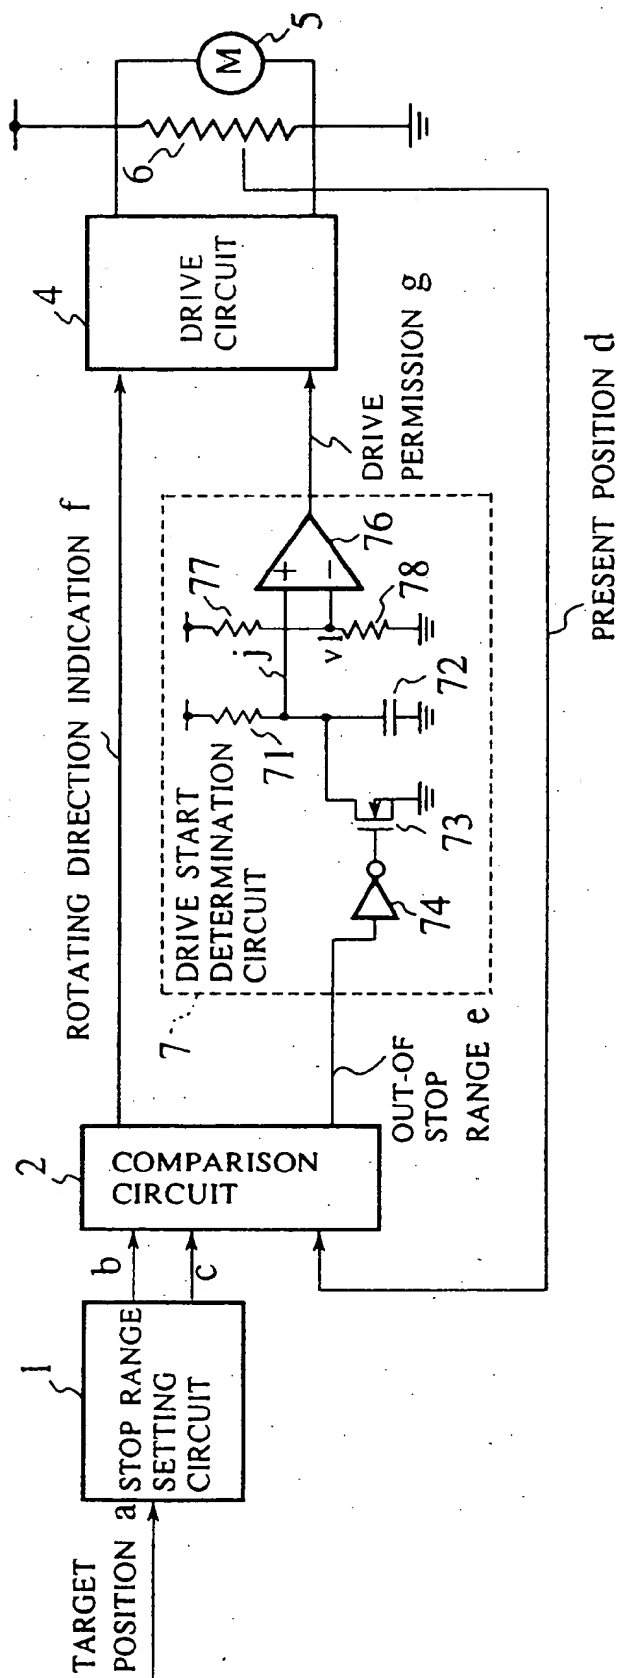 TARGET
POSITION a
1
STOP RANGE
SETTING
CIRCUIT
b
c
2
COMPARISON
CIRCUIT
ROTATING DIRECTION INDICATION f
OUT-OF
STOP
RANGE e
7
DRIVE START
DETERMINATION
CIRCUIT
74
73
71
72
j
v1
77
78
+
−
76
DRIVE
PERMISSION g
4
DRIVE
CIRCUIT
6
M
5
PRESENT POSITION d